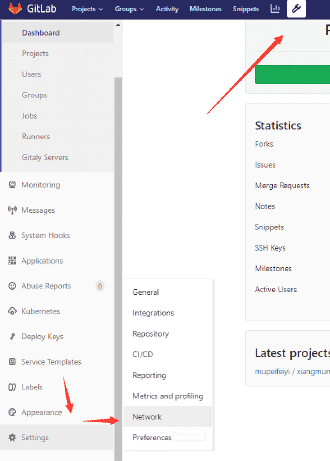 GitLab Projects Groups Activity Milestones Snippets
Dashboard
Projects
Users
Groups
Jobs
Runners
Gitaly Servers
Monitoring
Messages
System Hooks
Applications
Abuse Reports 0
Kubernetes
Deploy Keys
Service Templates
Labels
Appearance
Settings
General
Integrations
Repository
CI/CD
Reporting
Metrics and profiling
Network
Preferences
Statistics
Forks
Issues
Merge Requests
Notes
Snippets
SSH Keys
Milestones
Active Users
Latest projects
mupeifeiyi / xiangmu